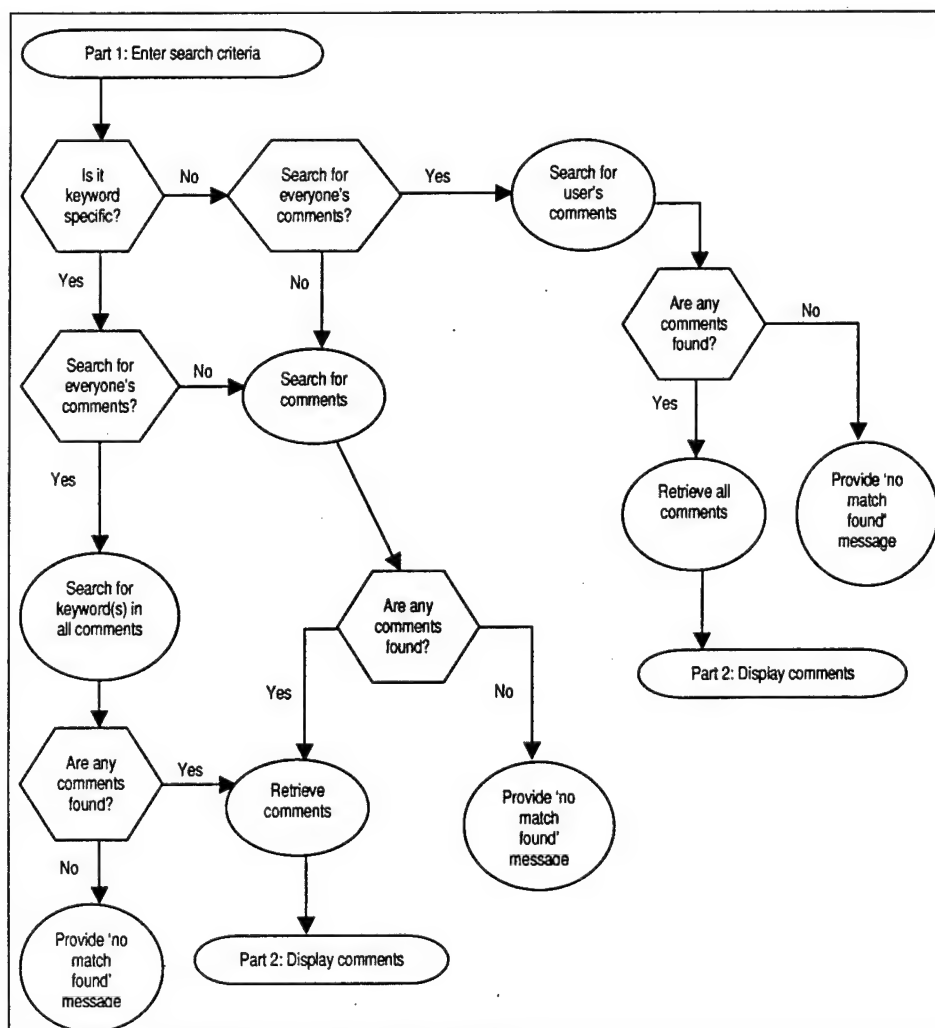 Part 1: Enter search criteria
Is it
keyword
specific?
No
Search for
everyone's
comments?
Yes
Search for
user's
comments
Yes
No
Are any
comments
found?
No
Search for
everyone's
comments?
No
Search for
comments
Yes
Yes
Retrieve all
comments
Provide 'no
match
found'
message
Search for
keyword(s) in
all comments
Are any
comments
found?
Yes
No
Part 2: Display comments
Are any
comments
found?
Yes
Retrieve
comments
Provide 'no
match
found'
message
No
Provide 'no
match
found'
message
Part 2: Display comments